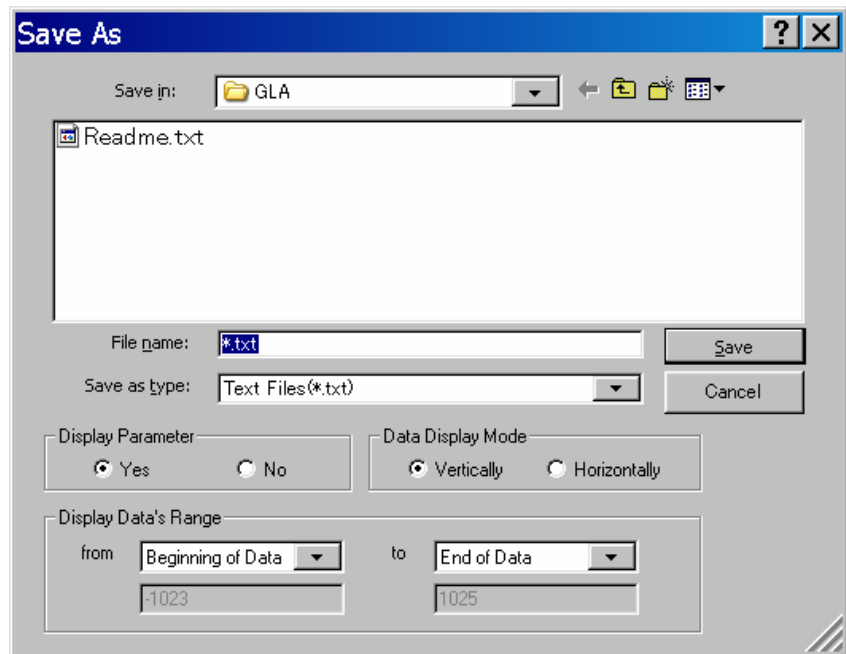 Save As
Save in: GLA
Readme.txt
File name: *.txt Save
Save as type: Text Files(*.txt) Cancel
Display Parameter Data Display Mode
Yes No Vertically Horizontally
Display Data's Range
from Beginning of Data to End of Data
-1023 1025